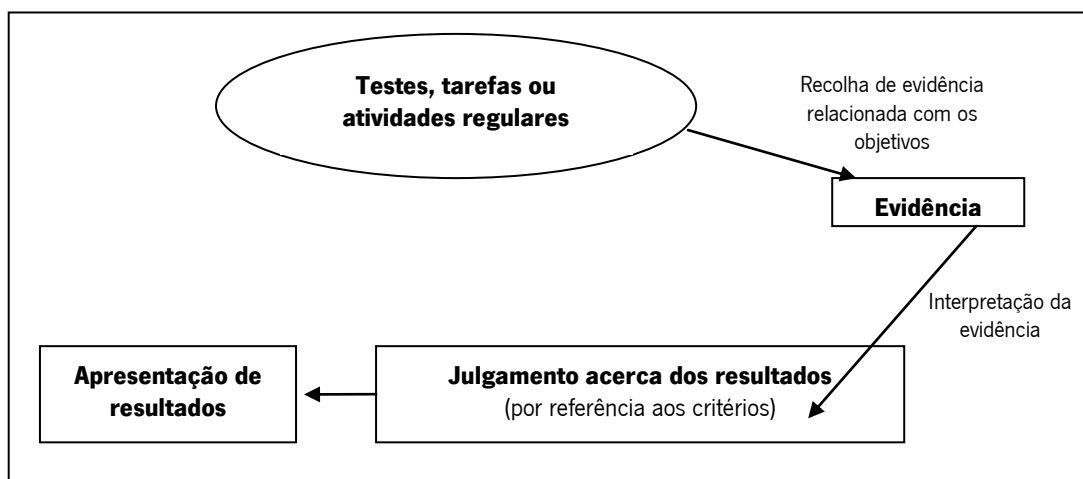 Testes, tarefas ou
atividades regulares
Recolha de evidência
relacionada com os
objetivos
Evidência
Interpretação da
evidência
Julgamento acerca dos resultados
(por referência aos critérios)
Apresentação de
resultados